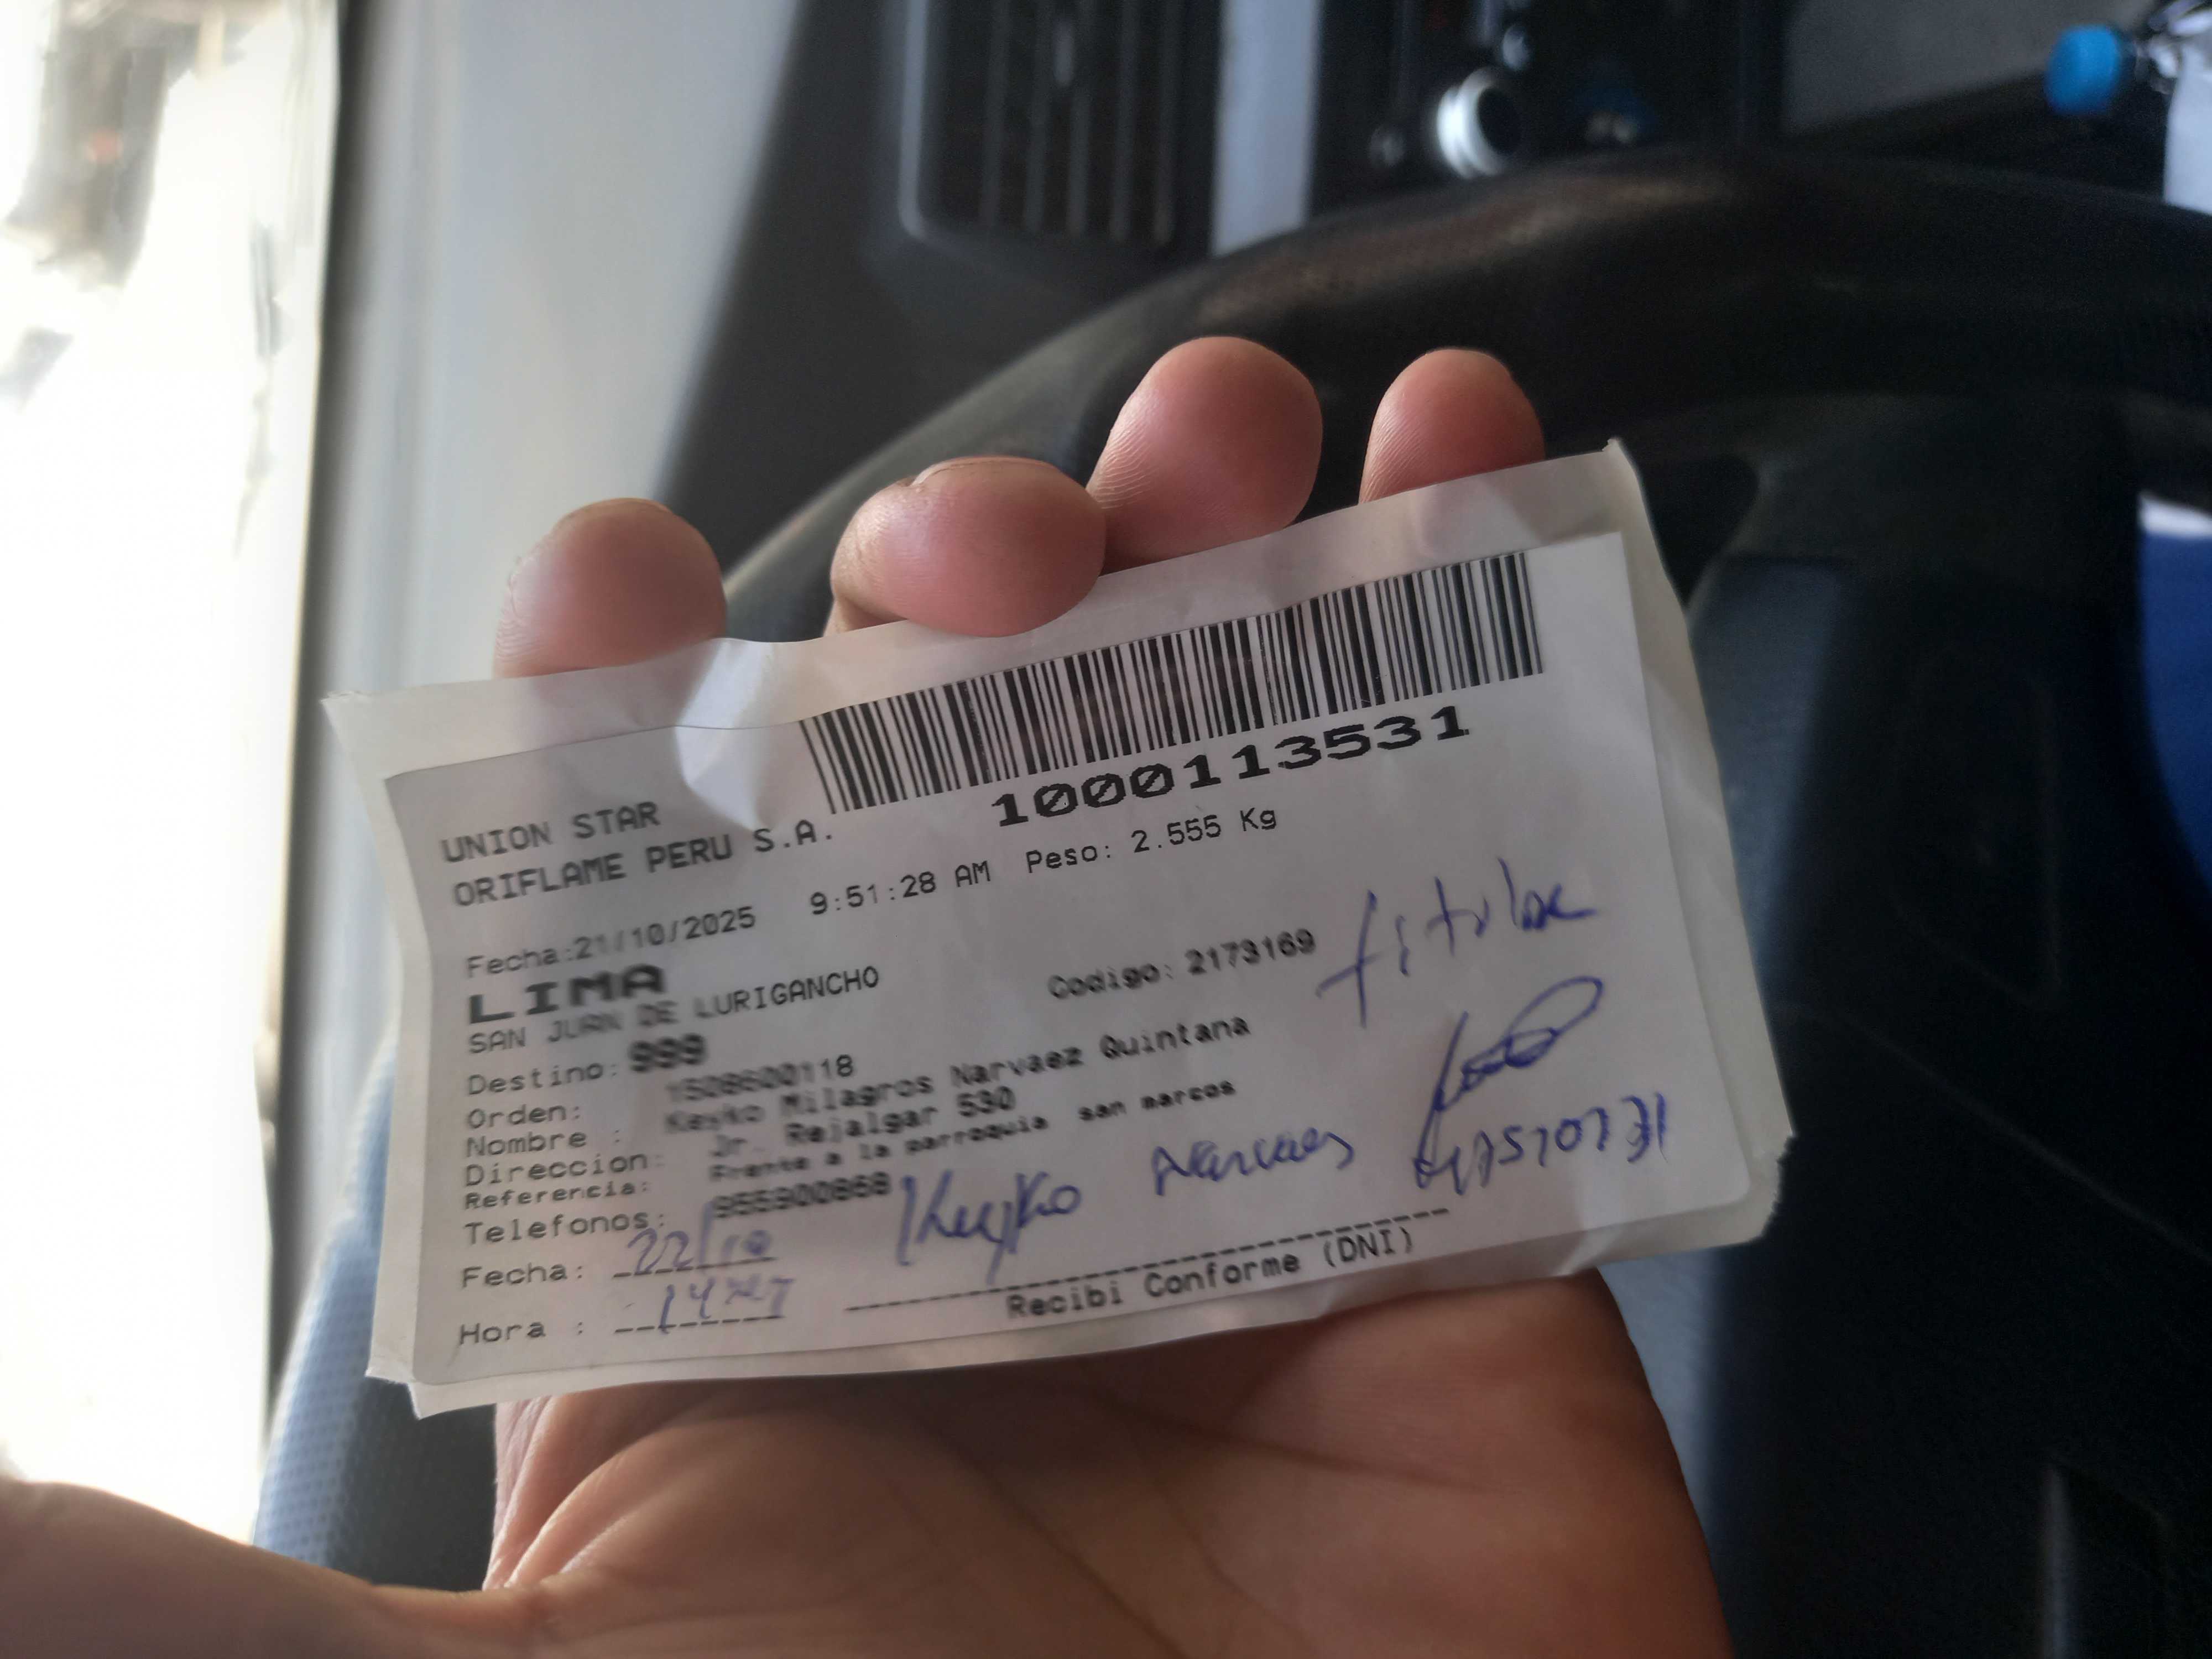 1000113531
UNION STAR
ORIFLAME PERU S.A.
Fecha:21/10/2025 9:51:28 AM Peso: 2.555 Kg
LIMA
SAN JUAN DE LURIGANCHO Codigo: 2173169
Destino: 999
Orden: 1508600118
Nombre : Keyko Milagros Narvaez Quintana
Direccion: Jr. Rejalgar 530
Referencia: Frente a la parroquia san marcos
Telefonos: 955900868
Keyko Narvaes
Fecha: 22/10
Hora :
Recibi Conforme (DNI)